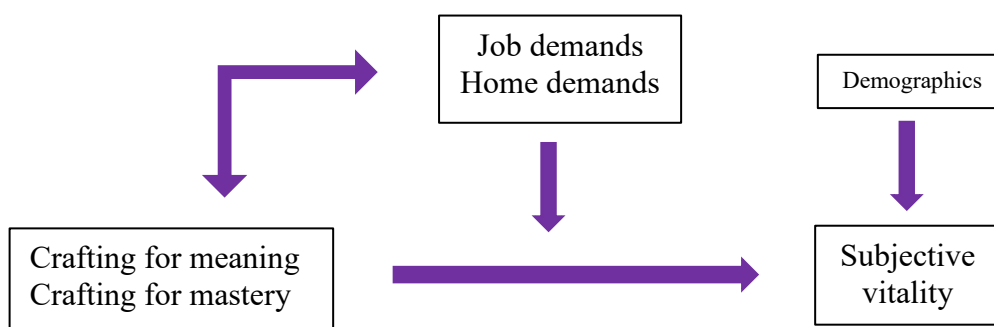 Job demands
Home demands
Demographics
Crafting for meaning
Crafting for mastery
Subjective
vitality